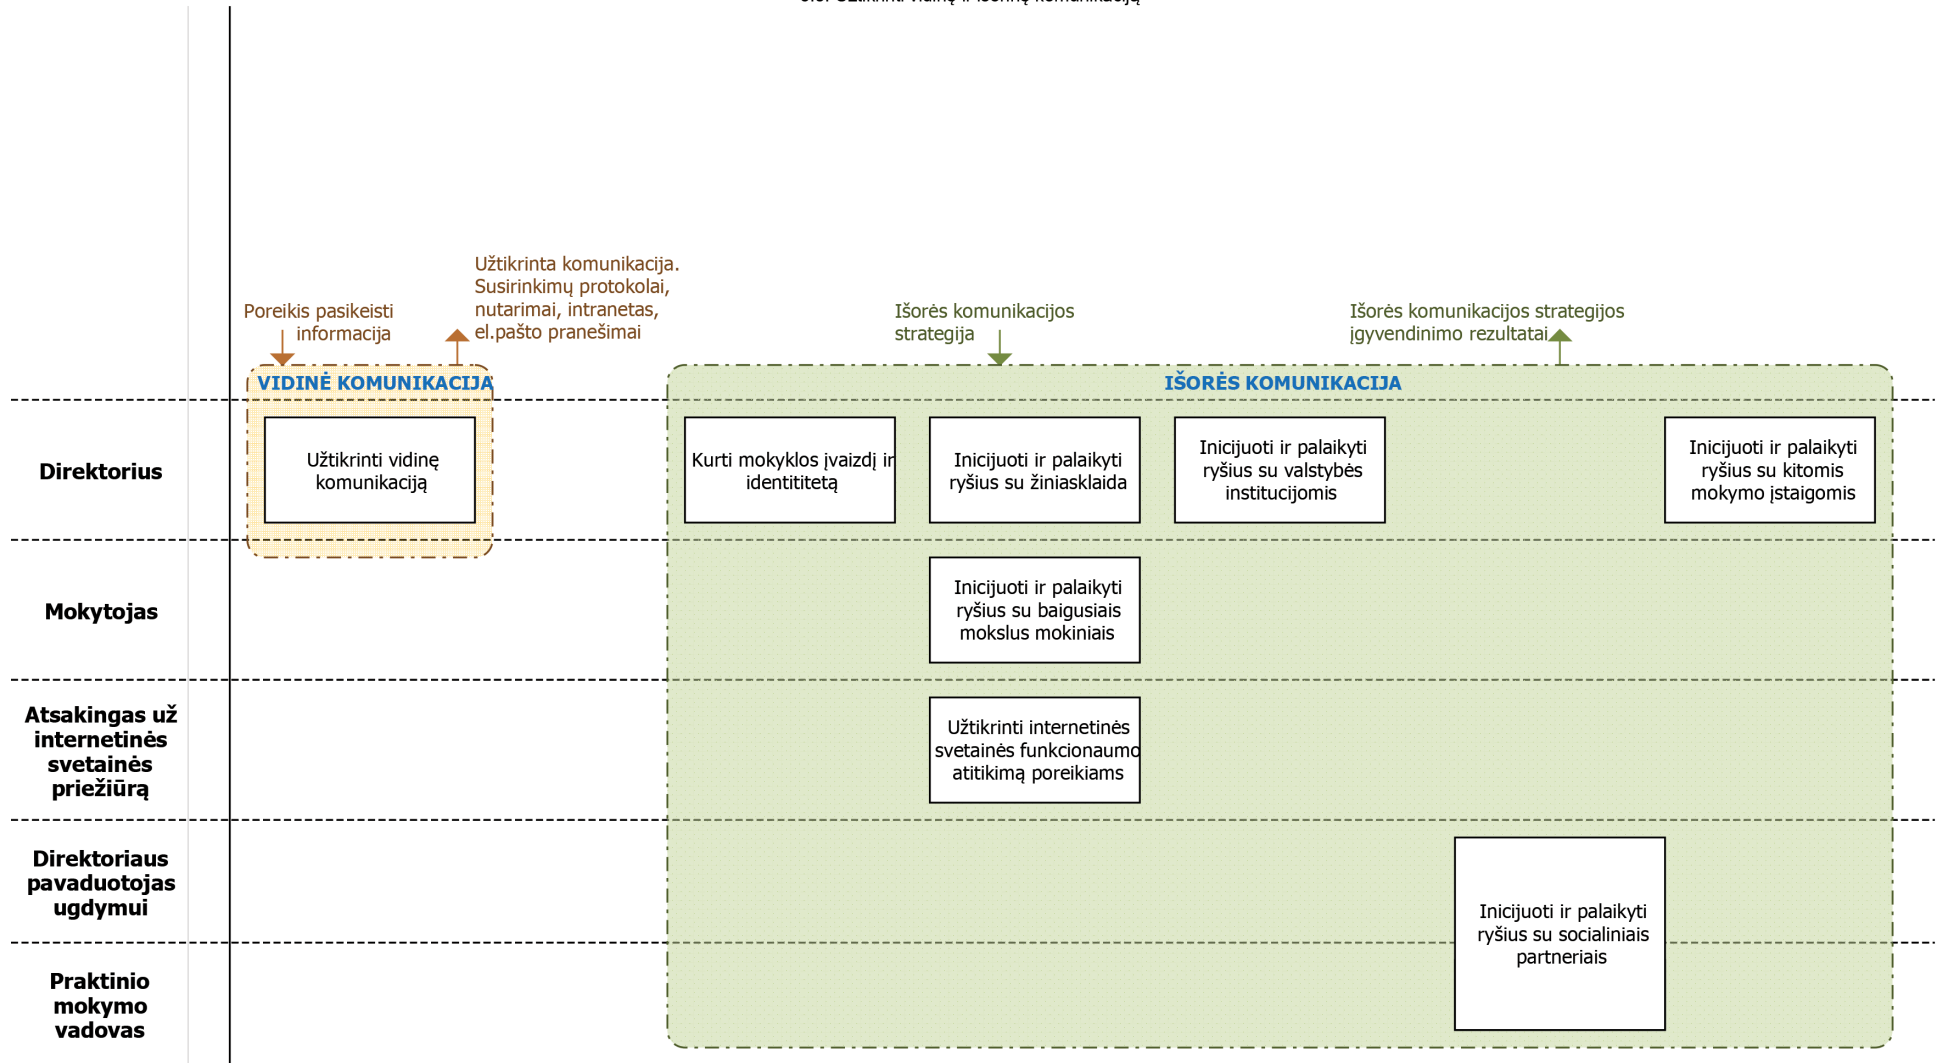 Užtikrinta komunikacija.
Susirinkimų protokolai,
nutarimai, intranetas,
el.pašto pranešimai
Poreikis pasikeisti
informacija
Išorės komunikacijos
strategija
Išorės komunikacijos strategijos
įgyvendinimo rezultatai
VIDINĖ KOMUNIKACIJA
IŠORĖS KOMUNIKACIJA
Direktorius
Užtikrinti vidinę
komunikaciją
Kurti mokyklos įvaizdį ir
identititetą
Inicijuoti ir palaikyti
ryšius su žiniasklaida
Inicijuoti ir palaikyti
ryšius su valstybės
institucijomis
Inicijuoti ir palaikyti
ryšius su kitomis
mokymo įstaigomis
Mokytojas
Inicijuoti ir palaikyti
ryšius su baigusiais
mokslus mokiniais
Atsakingas už
internetinės
svetainės
priežiūrą
Užtikrinti internetinės
svetainės funkcionaumo
atitikimą poreikiams
Direktoriaus
pavaduotojas
ugdymui
Inicijuoti ir palaikyti
ryšius su socialiniais
partneriais
Praktinio
mokymo
vadovas